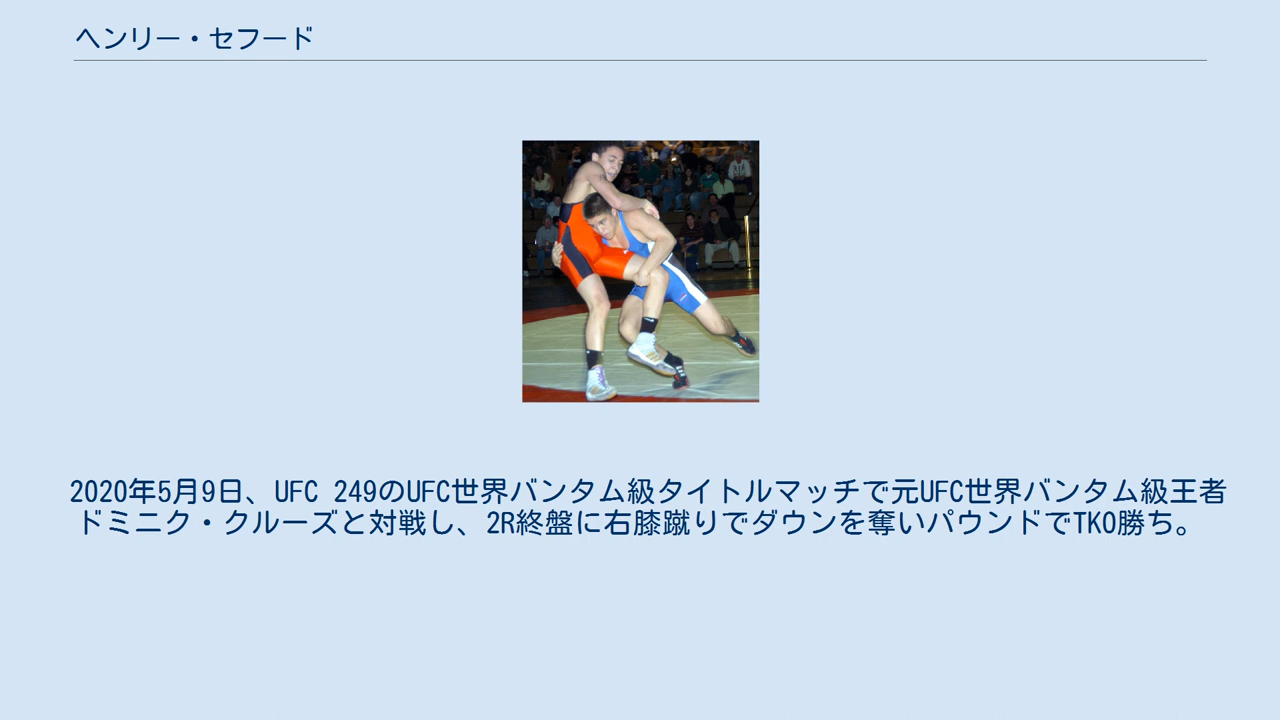 ヘンリー・セフード
2020年5月9日、UFC 249のUFC世界バンタム級タイトルマッチで元UFC世界バンタム級王者
ドミニク・クルーズと対戦し、2R終盤に右膝蹴りでダウンを奪いパウンドでTKO勝ち。